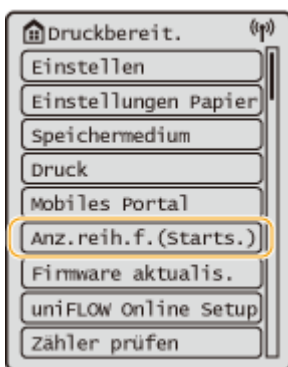 Druckbereit.
Einstellen
Einstellungen Papier
Speichermedium
Druck
Mobiles Portal
Anz.reih.f.(Starts.)
Firmware aktualis.
uniFLOW Online Setup
Zähler prüfen